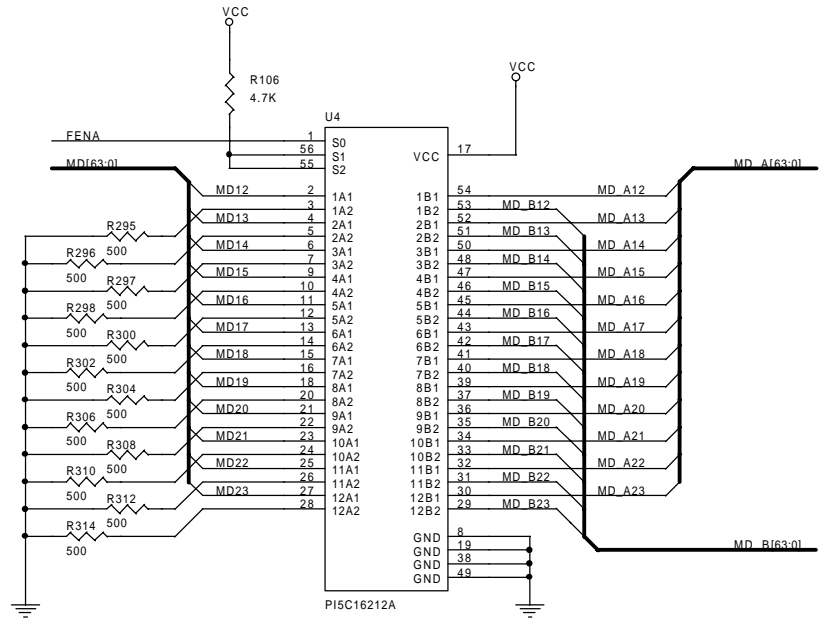 VCC
R106
4.7K
VCC
U4
FENA 1 S0
56 S1
55 S2
VCC 17
MD[63:0]
MD_A[63:0]
MD12 2 1A1 1B1 54 MD_A12
3 1A2 1B2 53 MD_B12
MD13 4 2A1 2B1 52 MD_A13
R295 500 5 2A2 2B2 51 MD_B13
MD14 6 3A1 3B1 50 MD_A14
R296 500 7 3A2 3B2 48 MD_B14
MD15 9 4A1 4B1 47 MD_A15
R297 500 10 4A2 4B2 46 MD_B15
MD16 11 5A1 5B1 45 MD_A16
R298 500 12 5A2 5B2 44 MD_B16
MD17 13 6A1 6B1 43 MD_A17
R300 500 14 6A2 6B2 42 MD_B17
MD18 15 7A1 7B1 41 MD_A18
R302 500 16 7A2 7B2 40 MD_B18
MD19 18 8A1 8B1 39 MD_A19
R304 500 20 8A2 8B2 37 MD_B19
MD20 21 9A1 9B1 36 MD_A20
R306 500 22 9A2 9B2 35 MD_B20
MD21 23 10A1 10B1 34 MD_A21
R308 500 24 10A2 10B2 33 MD_B21
MD22 25 11A1 11B1 32 MD_A22
R310 500 26 11A2 11B2 31 MD_B22
MD23 27 12A1 12B1 30 MD_A23
R312 500 28 12A2 12B2 29 MD_B23
R314 500
GND 8
GND 19
GND 38
GND 49
MD_B[63:0]
PI5C16212A